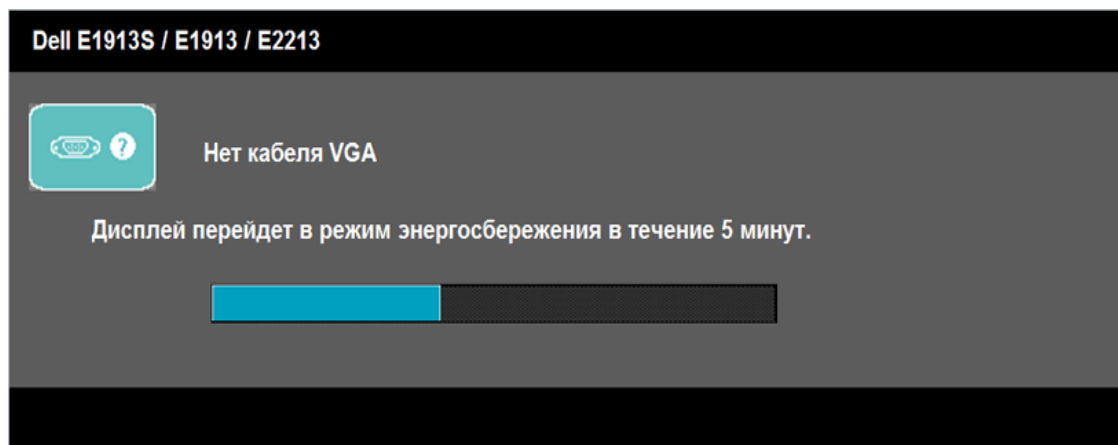 Dell E1913S / E1913 / E2213
Нет кабеля VGA
Дисплей перейдет в режим энергосбережения в течение 5 минут.